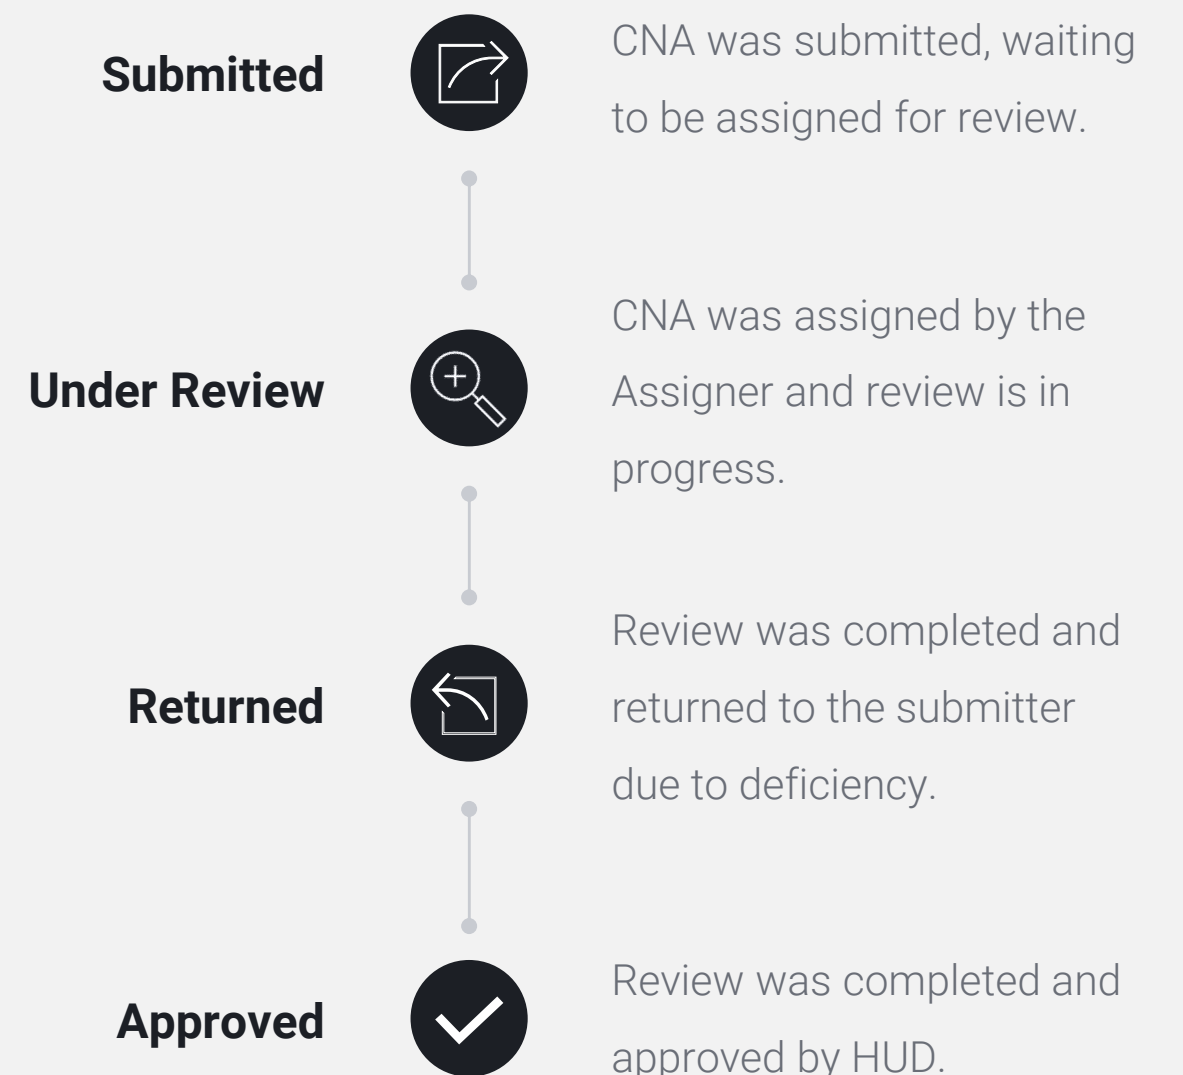 Submitted
CNA was submitted, waiting
to be assigned for review.
Under Review
CNA was assigned by the
Assigner and review is in
progress.
Returned
Review was completed and
returned to the submitter
due to deficiency.
Approved
Review was completed and
approved by HUD.